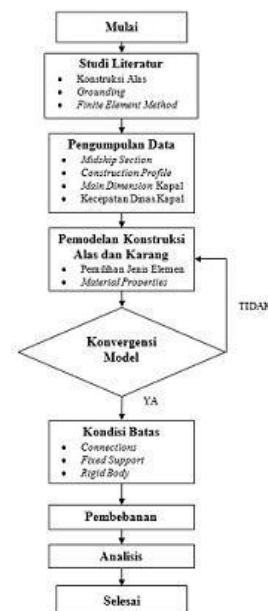 Mulai
Studi Literatur
• Konstruksi Alas
• Grounding
• Finite Element Method
Pengumpulan Data
• Midship Section
• Construction Profile
• Main Dimension Kapal
• Kecepatan Dinas Kapal
Pemodelan Konstruksi
Alas dan Karang
• Pemilihan Jenis Elemen
• Material Properties
TIDAK
Konvergensi
Model
YA
Kondisi Batas
• Connections
• Fixed Support
• Rigid Body
Pembebanan
Analisis
Selesai